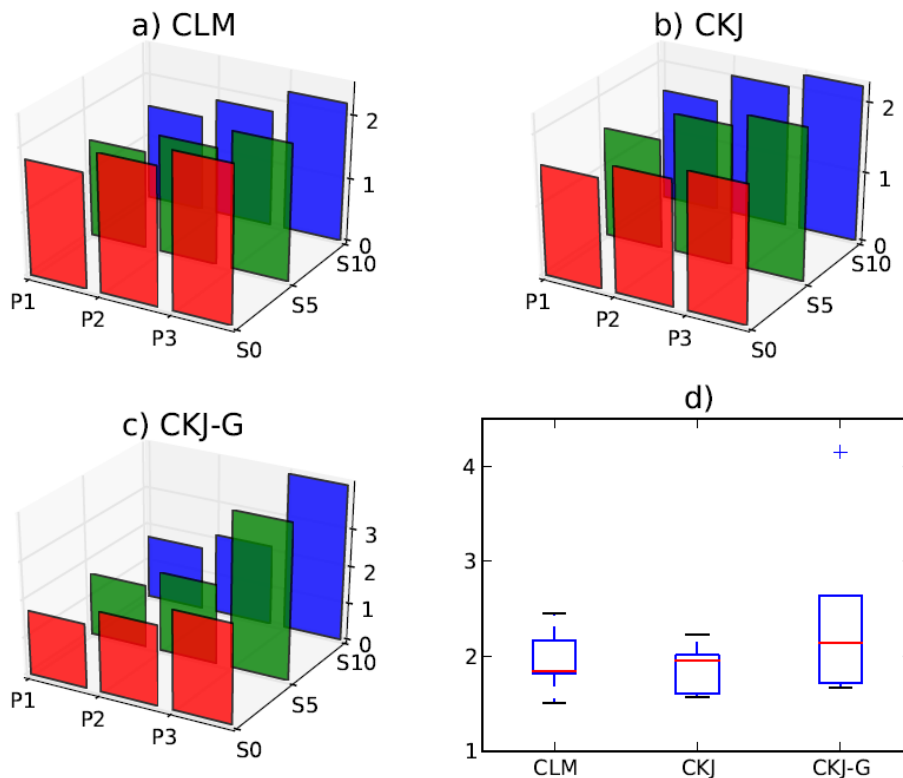 a) CLM
2
1
0
S10
S5
S0
P1
P2
P3
b) CKJ
2
1
0
S10
S5
S0
P1
P2
P3
c) CKJ-G
3
2
1
0
S10
S5
S0
P1
P2
P3
d)
4
3
2
1
CLM CKJ CKJ-G